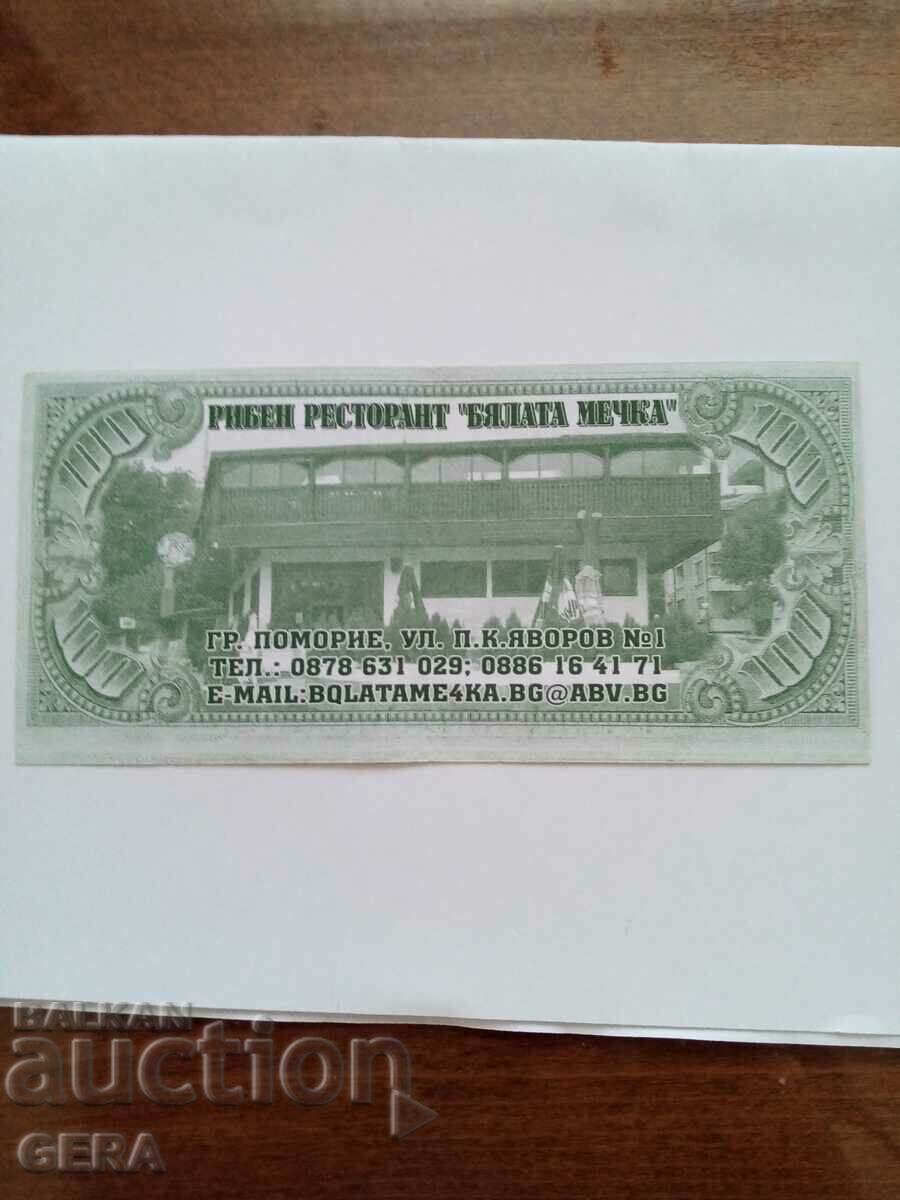 РИБЕН РЕСТОРАНТ "БЯЛАТА МЕЧКА"
ГР. ПОМОРИЕ, УЛ. П.К.ЯВОРОВ №1
ТЕЛ.: 0878 631 029; 0886 16 41 71
E-MAIL:BQLATAME4KA.BG@ABV.BG
BALKAN
auction
GERA